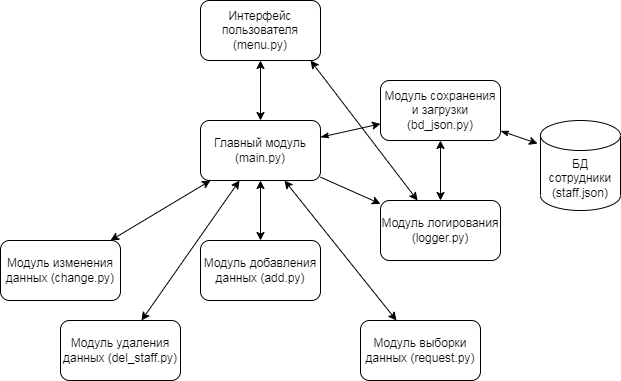 Интерфейс
пользователя
(menu.py)
Модуль сохранения
и загрузки
(bd_json.py)
Главный модуль
(main.py)
БД
сотрудники
(staff.json)
Модуль логирования
(logger.py)
Модуль изменения
данных (change.py)
Модуль добавления
данных (add.py)
Модуль удаления
данных (del_staff.py)
Модуль выборки
данных (request.py)